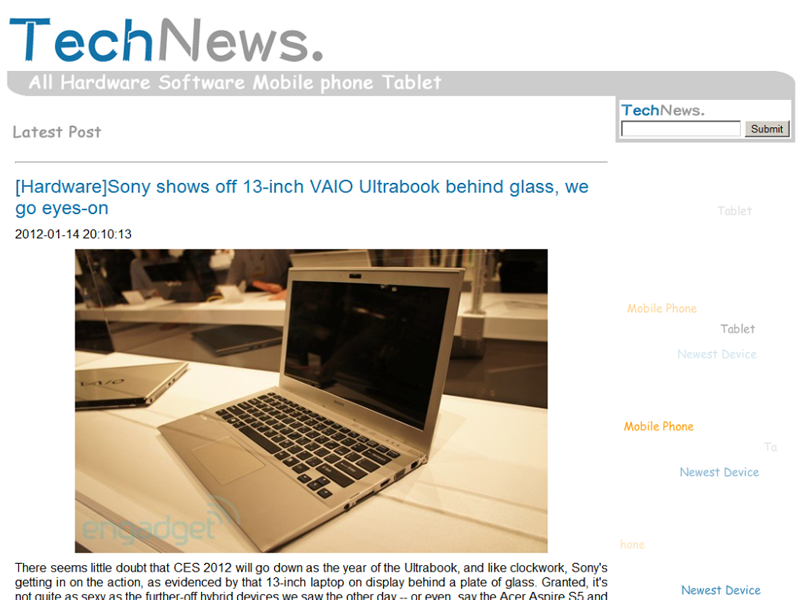 TechNews.
All Hardware Software Mobile phone Tablet
TechNews.
Submit
Latest Post
[Hardware]Sony shows off 13-inch VAIO Ultrabook behind glass, we
go eyes-on
2012-01-14 20:10:13
VAIO
engadget
There seems little doubt that CES 2012 will go down as the year of the Ultrabook, and like clockwork, Sony's
getting in on the action, as evidenced by that 13-inch laptop on display behind a plate of glass. Granted, it's
not quite as sexy as the further-off hybrid devices we saw the other day -- or even, say the Acer Aspire S5 and
Tablet
Mobile Phone
Tablet
Newest Device
Mobile Phone
Ta
Newest Device
hone
Newest Device